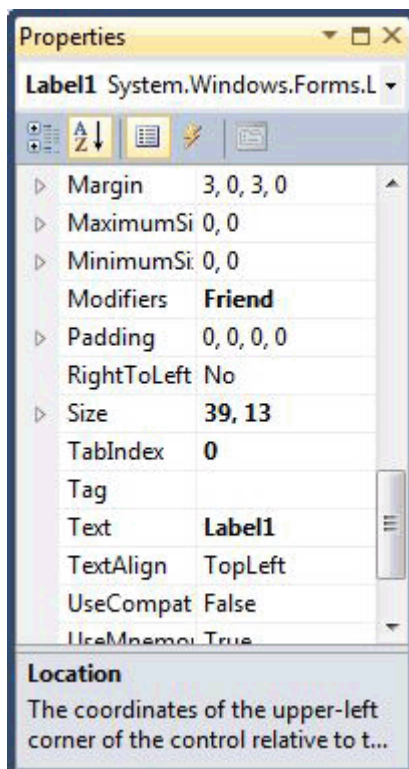 Properties
Label1 System.Windows.Forms.L
Margin 3, 0, 3, 0
MaximumSi 0, 0
MinimumSi 0, 0
Modifiers Friend
Padding 0, 0, 0, 0
RightToLeft No
Size 39, 13
TabIndex 0
Tag
Text Label1
TextAlign TopLeft
UseCompat False
UseMnemo True
Location
The coordinates of the upper-left
corner of the control relative to t...